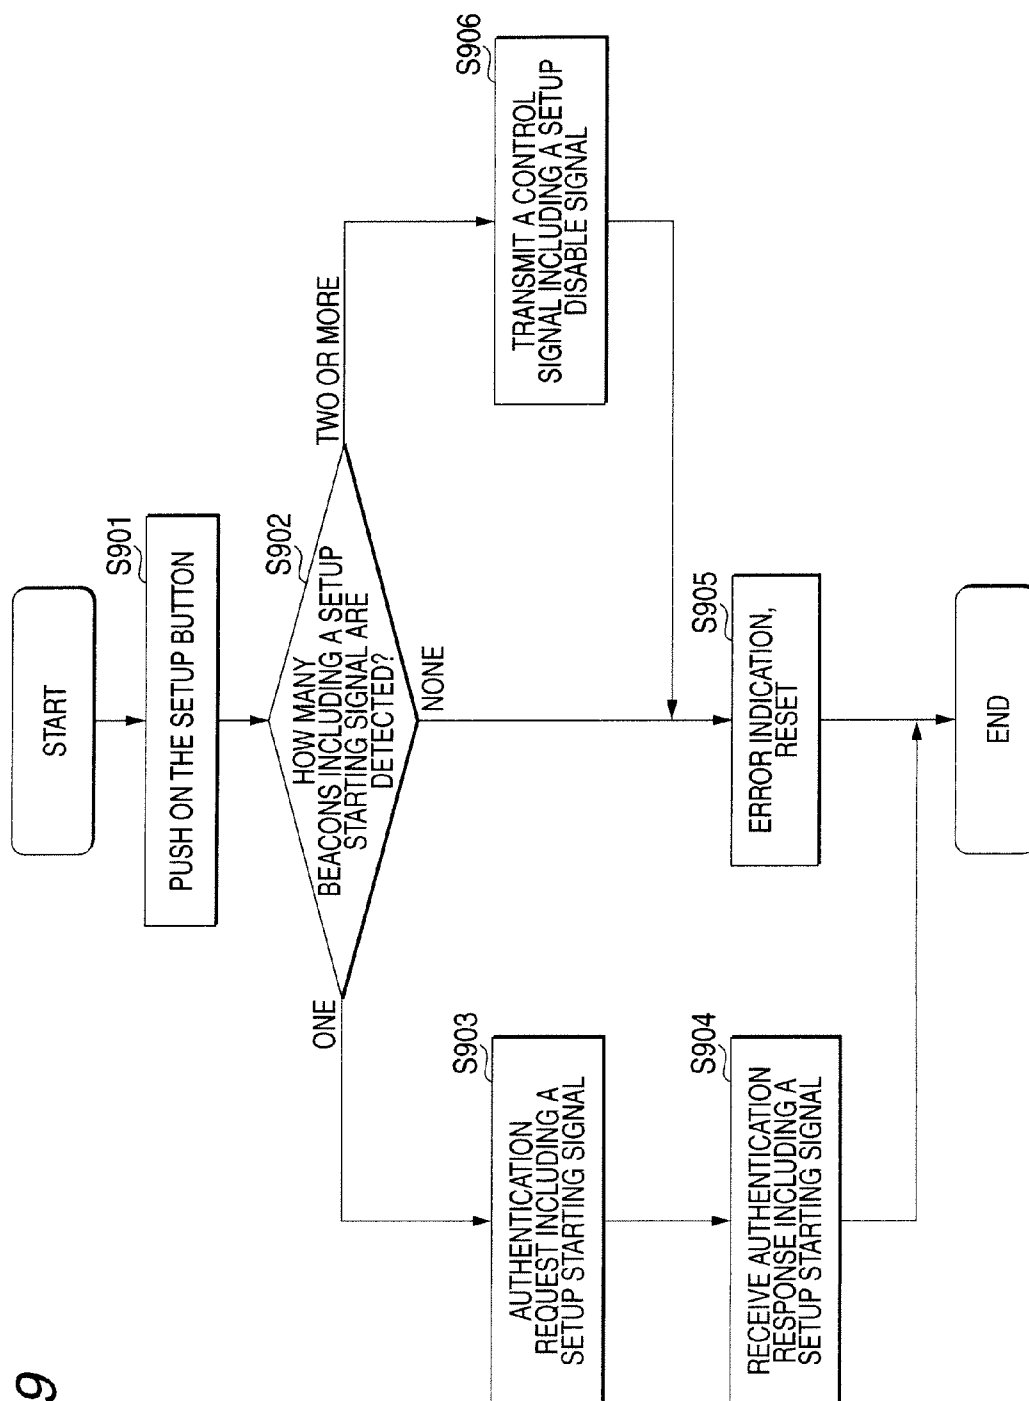 9
START
S901
PUSH ON THE SETUP BUTTON
S902
HOW MANY
BEACONS INCLUDING A SETUP
STARTING SIGNAL ARE
DETECTED?
ONE
NONE
TWO OR MORE
S903
AUTHENTICATION
REQUEST INCLUDING A
SETUP STARTING SIGNAL
S904
RECEIVE AUTHENTICATION
RESPONSE INCLUDING A
SETUP STARTING SIGNAL
S906
TRANSMIT A CONTROL
SIGNAL INCLUDING A SETUP
DISABLE SIGNAL
S905
ERROR INDICATION,
RESET
END